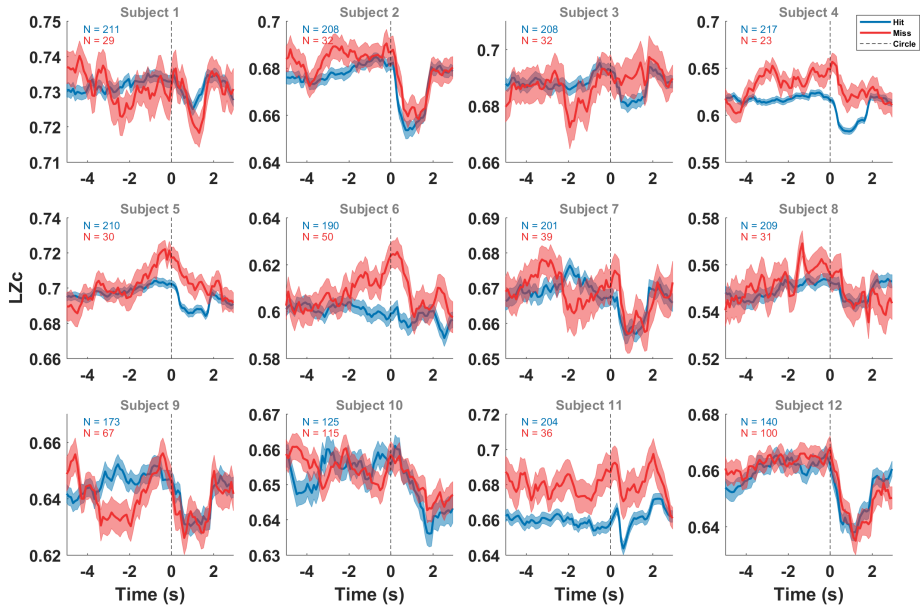 Subject 1
N = 211
N = 29
0.74
0.73
0.72
0.71
-4 -2 0 2
Subject 2
N = 208
N = 32
0.7
0.68
0.66
0.64
-4 -2 0 2
Subject 3
N = 208
N = 32
0.7
0.68
0.66
-4 -2 0 2
Subject 4
N = 217
N = 23
0.7
0.65
0.6
0.55
-4 -2 0 2
Hit
Miss
Circle
LZc
Subject 5
N = 210
N = 30
0.74
0.72
0.7
0.68
0.66
-4 -2 0 2
Subject 6
N = 190
N = 50
0.64
0.62
0.6
0.58
-4 -2 0 2
Subject 7
N = 201
N = 39
0.69
0.68
0.67
0.66
0.65
-4 -2 0 2
Subject 8
N = 209
N = 31
0.58
0.56
0.54
0.52
-4 -2 0 2
Subject 9
N = 173
N = 67
0.66
0.64
0.62
-4 -2 0 2
Time (s)
Subject 10
N = 125
N = 115
0.67
0.66
0.65
0.64
0.63
-4 -2 0 2
Time (s)
Subject 11
N = 204
N = 36
0.72
0.7
0.68
0.66
0.64
-4 -2 0 2
Time (s)
Subject 12
N = 140
N = 100
0.68
0.66
0.64
-4 -2 0 2
Time (s)